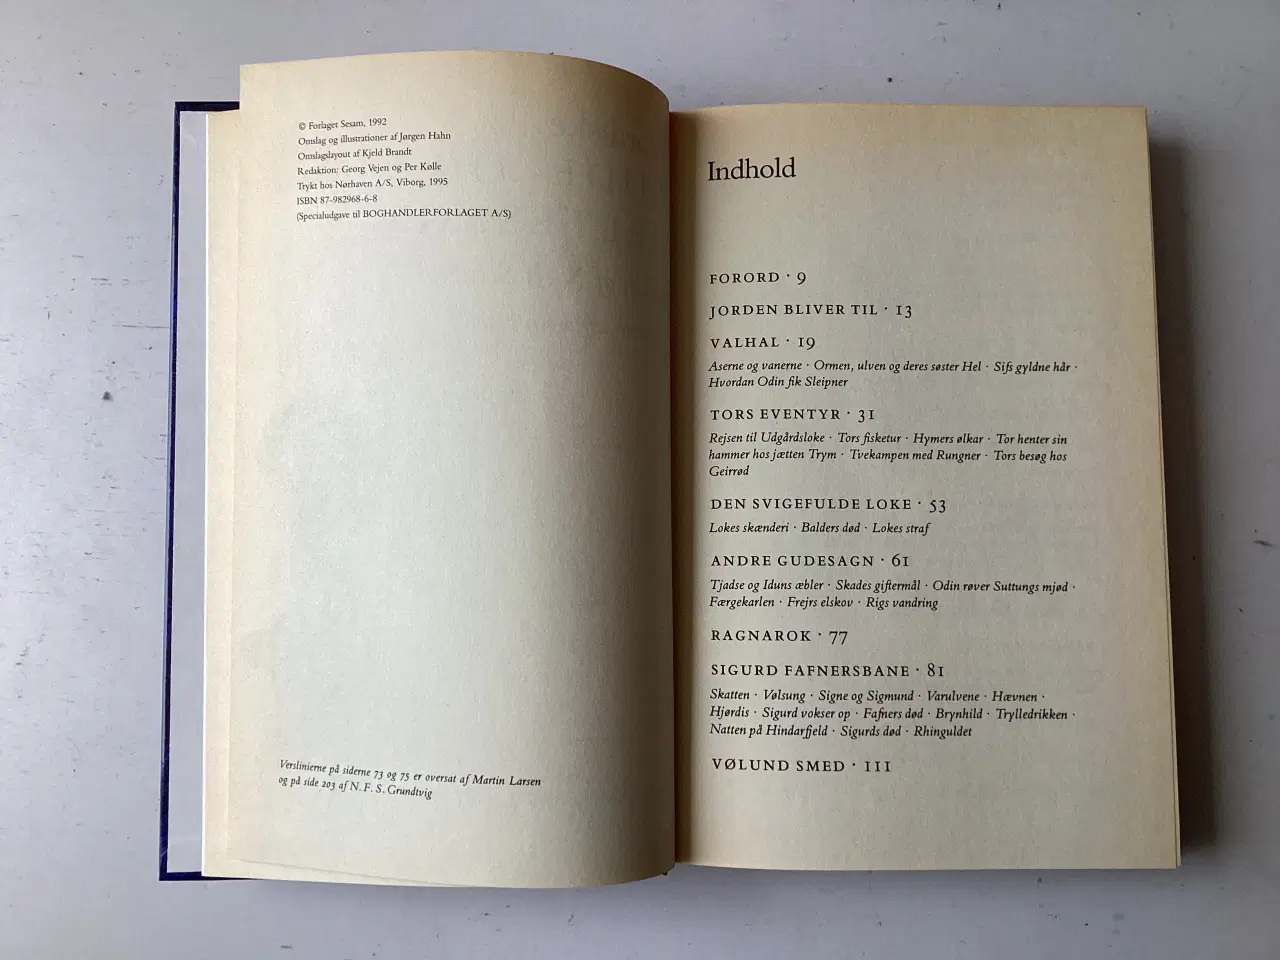 © Forlaget Sesam, 1992
Omslag og illustrationer af Jørgen Hahn
Omslagslayout af Kjeld Brandt
Redaktion: Georg Vejen og Per Kølle
Trykt hos Nørhaven A/S, Viborg, 1995
ISBN 87-982968-6-8
(Specialudgave til BOGHANDLERFORLAGET A/S)
Verslinierne på siderne 73 og 75 er oversat af Martin Larsen
og på side 203 af N. F. S. Grundtvig
Indhold
FORORD · 9
JORDEN BLIVER TIL · 13
VALHAL · 19
Aserne og vanerne · Ormen, ulven og deres søster Hel · Sifs gyldne hår ·
Hvordan Odin fik Sleipner
TORS EVENTYR · 31
Rejsen til Udgårdsloke · Tors fisketur · Hymers ølkar · Tor henter sin
hammer hos jætten Trym · Tvekampen med Rungner · Tors besøg hos
Geirrød
DEN SVIGEFULDE LOKE · 53
Lokes skænderi · Balders død · Lokes straf
ANDRE GUDESAGN · 61
Tjadse og Iduns æbler · Skades giftermål · Odin røver Suttungs mjød ·
Færgekarlen · Frejrs elskov · Rigs vandring
RAGNAROK · 77
SIGURD FAFNERSBANE · 81
Skatten · Vølsung · Signe og Sigmund · Varulvene · Hævnen ·
Hjørdis · Sigurd vokser op · Fafners død · Brynhild · Trylledrikken ·
Natten på Hindarfjeld · Sigurds død · Rhinguldet
VØLUND SMED · 111